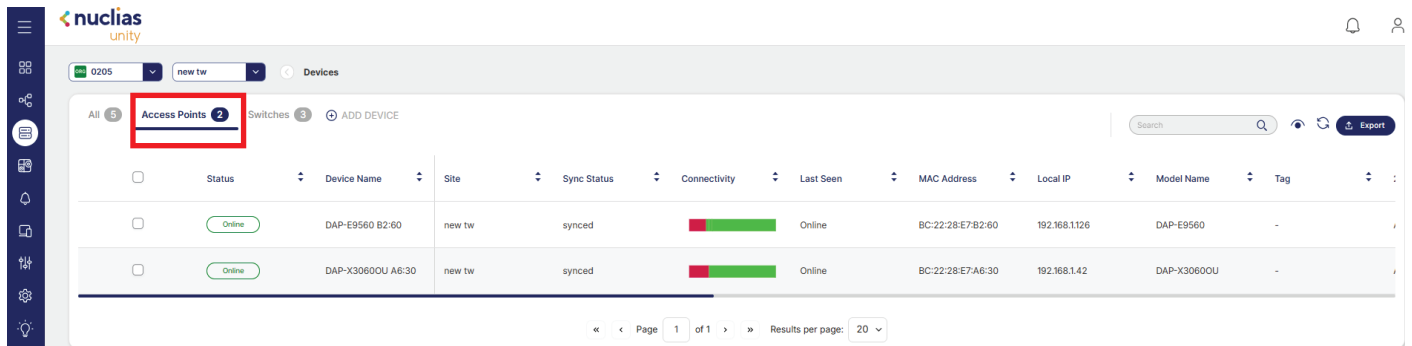 nuclias
unity
ORG 0205 new tw Devices
All 5 Access Points 2 Switches 3 ADD DEVICE
Search Export
Status Device Name Site Sync Status Connectivity Last Seen MAC Address Local IP Model Name Tag
Online DAP-E9560 B2:60 new tw synced Online BC:22:28:E7:B2:60 192.168.1.126 DAP-E9560 -
Online DAP-X3060OU A6:30 new tw synced Online BC:22:28:E7:A6:30 192.168.1.42 DAP-X3060OU -
« ‹ Page 1 of 1 › » Results per page: 20